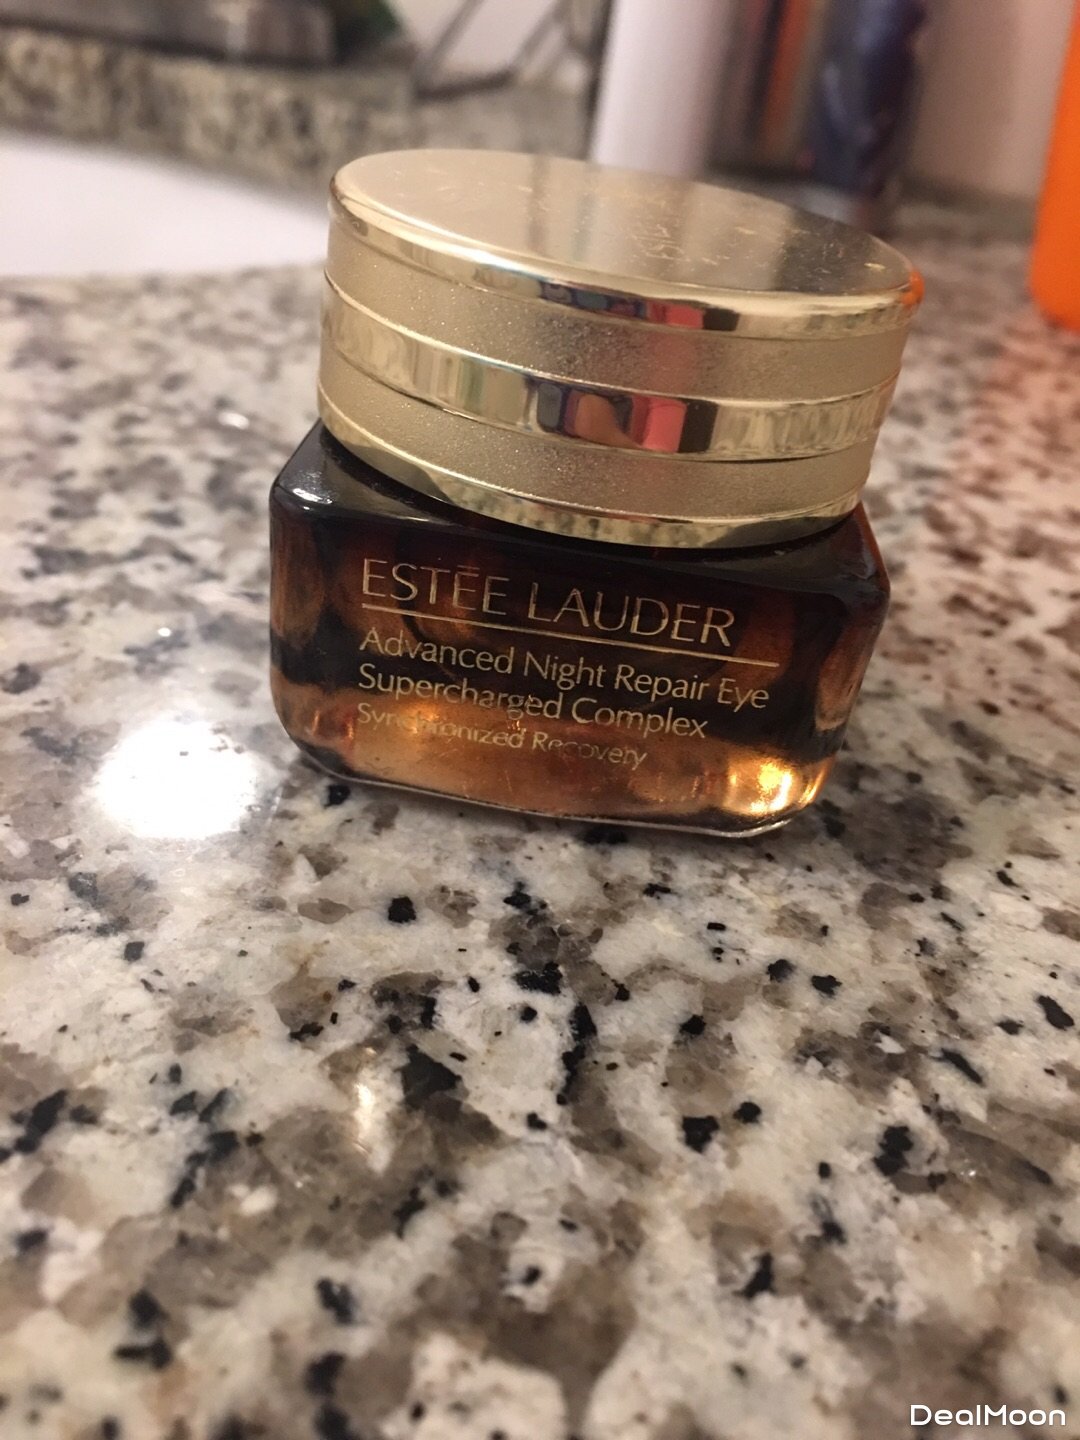 ESTĒE LAUDER
Advanced Night Repair Eye
Supercharged Complex
Synchronized Recovery
DealMoon